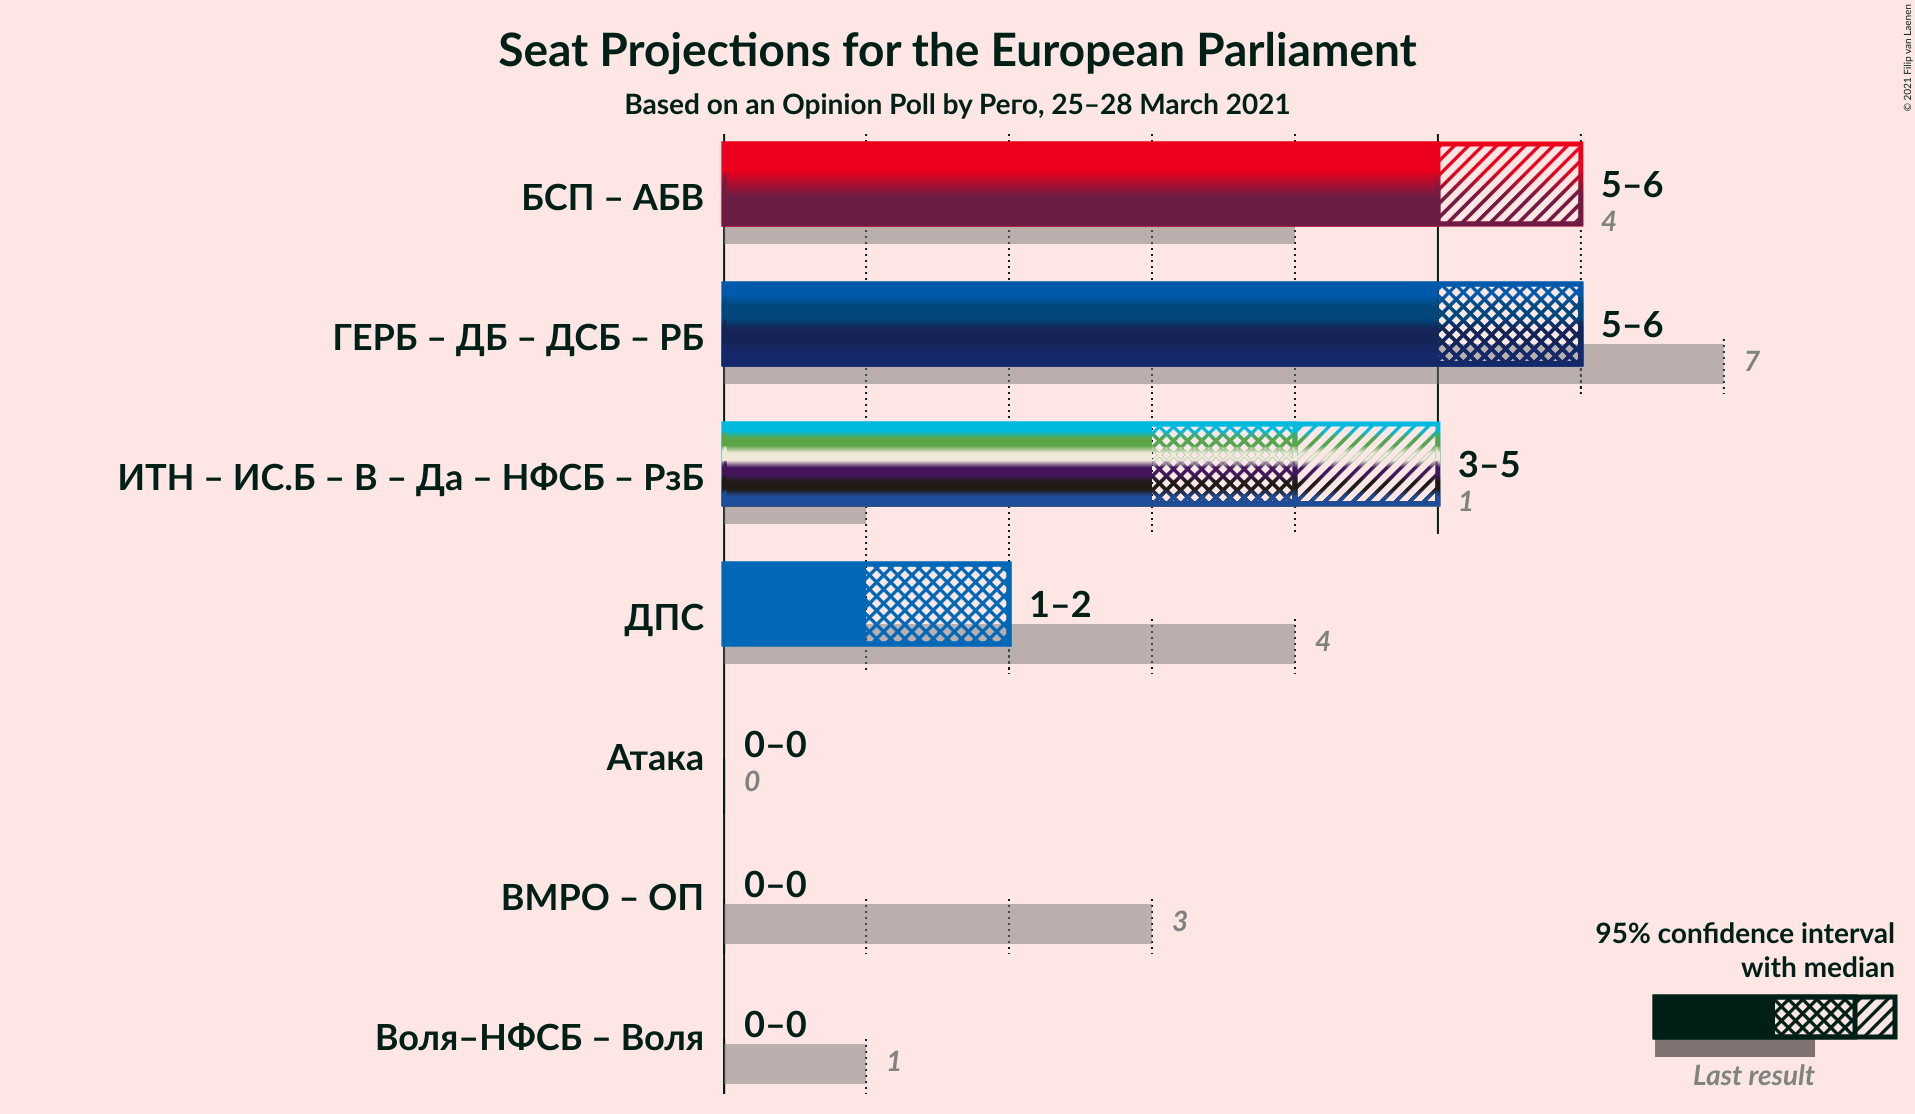 Seat Projections for the European Parliament
Based on an Opinion Poll by Pero, 25–28 March 2021
© 2021 Filip van Laenen
БСП – АБВ
5–6
4
ГЕРБ – ДБ – ДСБ – РБ
5–6
7
ИТН – ИС.Б – В – Да – НФСБ – РзБ
3–5
1
ДПС
1–2
4
Атака
0–0
0
ВМРО – ОП
0–0
3
Воля–НФСБ – Воля
0–0
1
95% confidence interval
with median
Last result